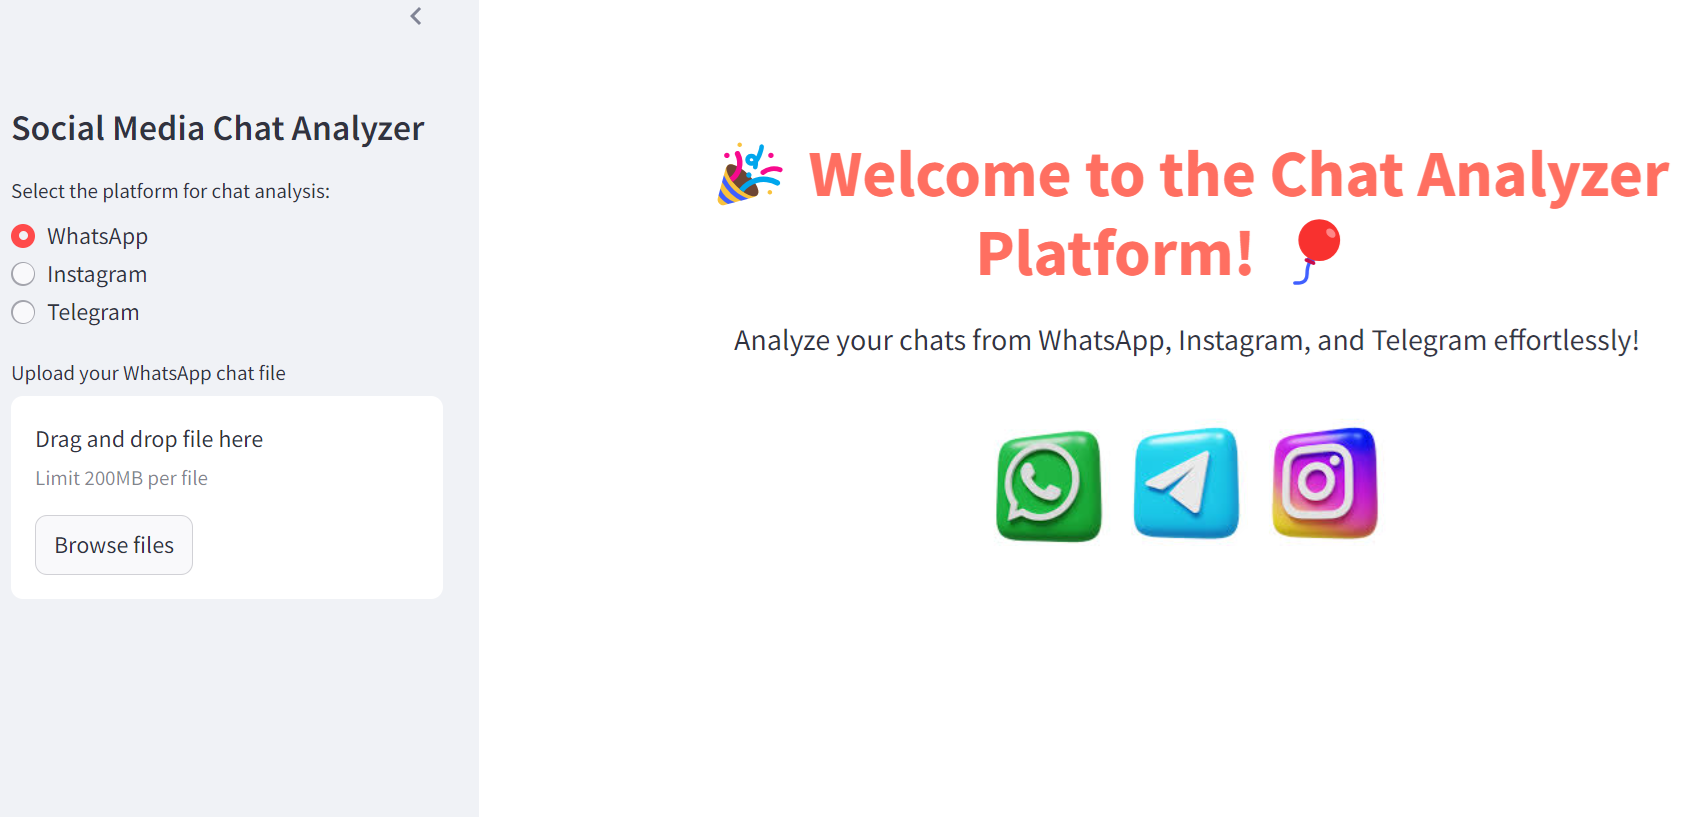 Social Media Chat Analyzer
Select the platform for chat analysis:
WhatsApp
Instagram
Telegram
Upload your WhatsApp chat file
Drag and drop file here
Limit 200MB per file
Browse files
🎉 Welcome to the Chat Analyzer
Platform! 🎈
Analyze your chats from WhatsApp, Instagram, and Telegram effortlessly!